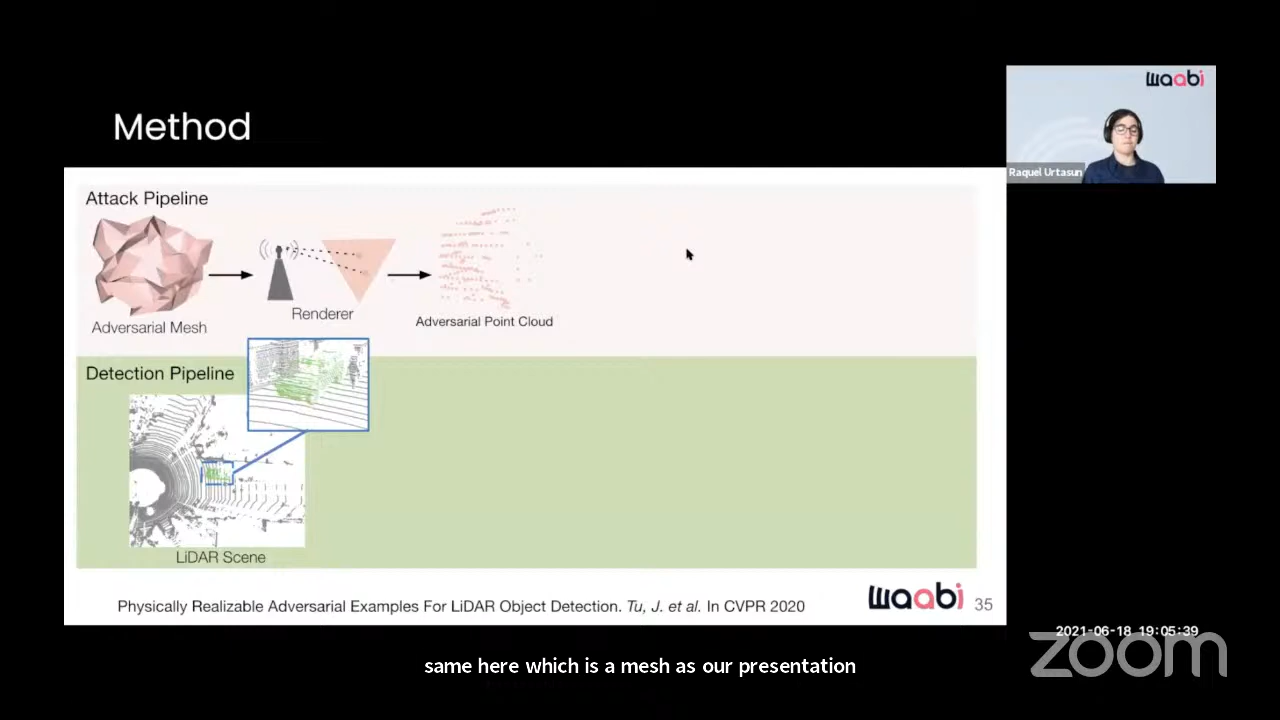 waabi
Method
Raquel Urtasun
Attack Pipeline
Renderer
Adversarial Mesh
Adversarial Point Cloud
Detection Pipeline
LiDAR Scene
Physically Realizable Adversarial Examples For LiDAR Object Detection. Tu, J. et al. In CVPR 2020
waabi
35
2021-06-18 19:05:39
zoom
same here which is a mesh as our presentation